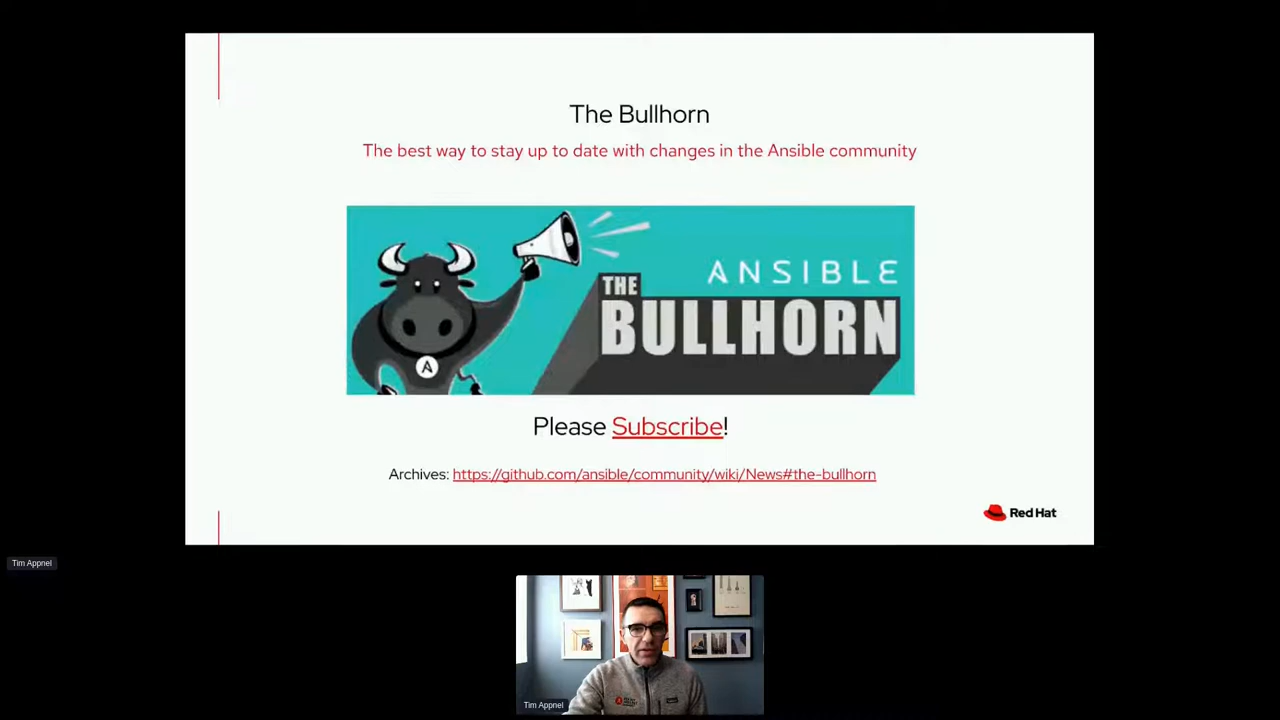 The Bullhorn
The best way to stay up to date with changes in the Ansible community
ANSIBLE
THE
BULLHORN
A
Please Subscribe!
Archives: https://github.com/ansible/community/wiki/News#the-bullhorn
Red Hat
Tim Appnel
Tim Appnel